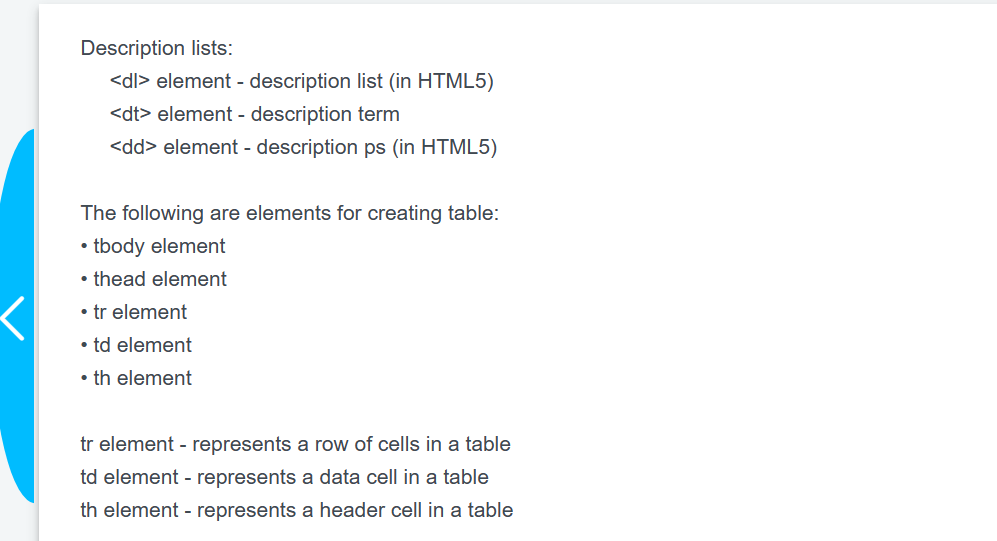 Description lists:
<dl> element - description list (in HTML5)
<dt> element - description term
<dd> element - description ps (in HTML5)
The following are elements for creating table:
• tbody element
• thead element
• tr element
• td element
• th element
tr element - represents a row of cells in a table
td element - represents a data cell in a table
th element - represents a header cell in a table